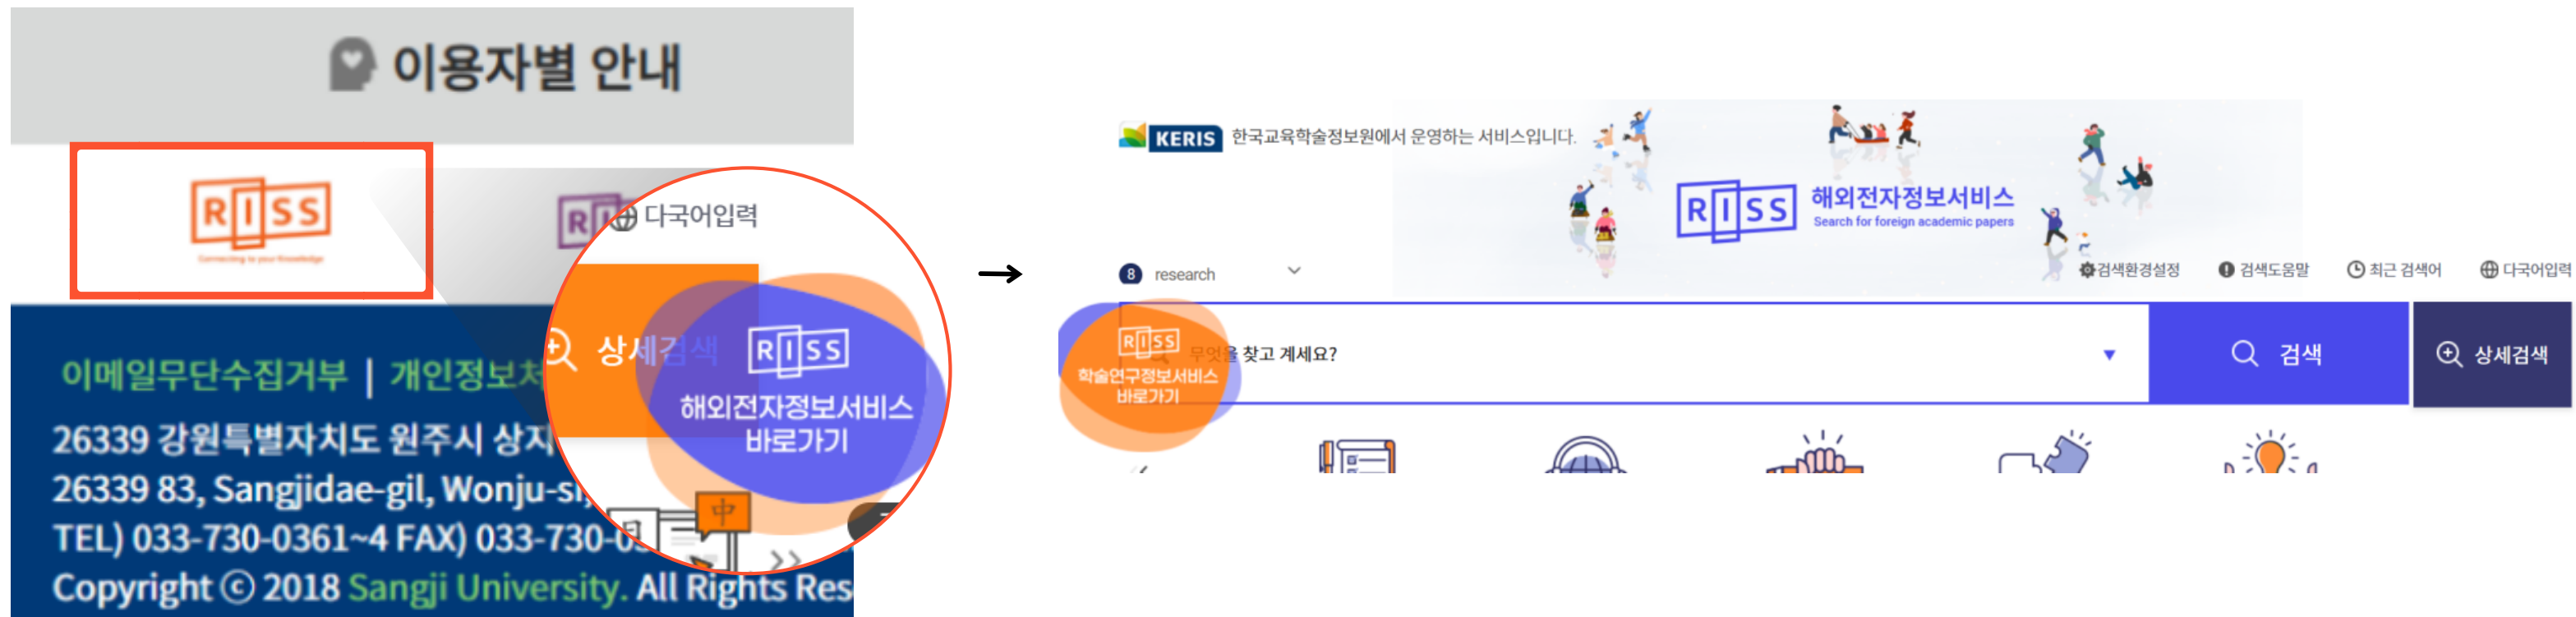 이용자별 안내
RISS
Connecting to your Knowledge
다국어입력
상세검색
RISS
해외전자정보서비스
바로가기
中
이메일무단수집거부 | 개인정보처
26339 강원특별자치도 원주시 상지
26339 83, Sangjidae-gil, Wonju-si,
TEL) 033-730-0361~4 FAX) 033-730-0
Copyright ⓒ 2018 Sangji University. All Rights Res
→
KERIS 한국교육학술정보원에서 운영하는 서비스입니다.
RISS 해외전자정보서비스
Search for foreign academic papers
8 research
검색환경설정 검색도움말 최근 검색어 다국어입력
RISS
학술연구정보서비스
바로가기
무엇을 찾고 계세요?
검색
상세검색